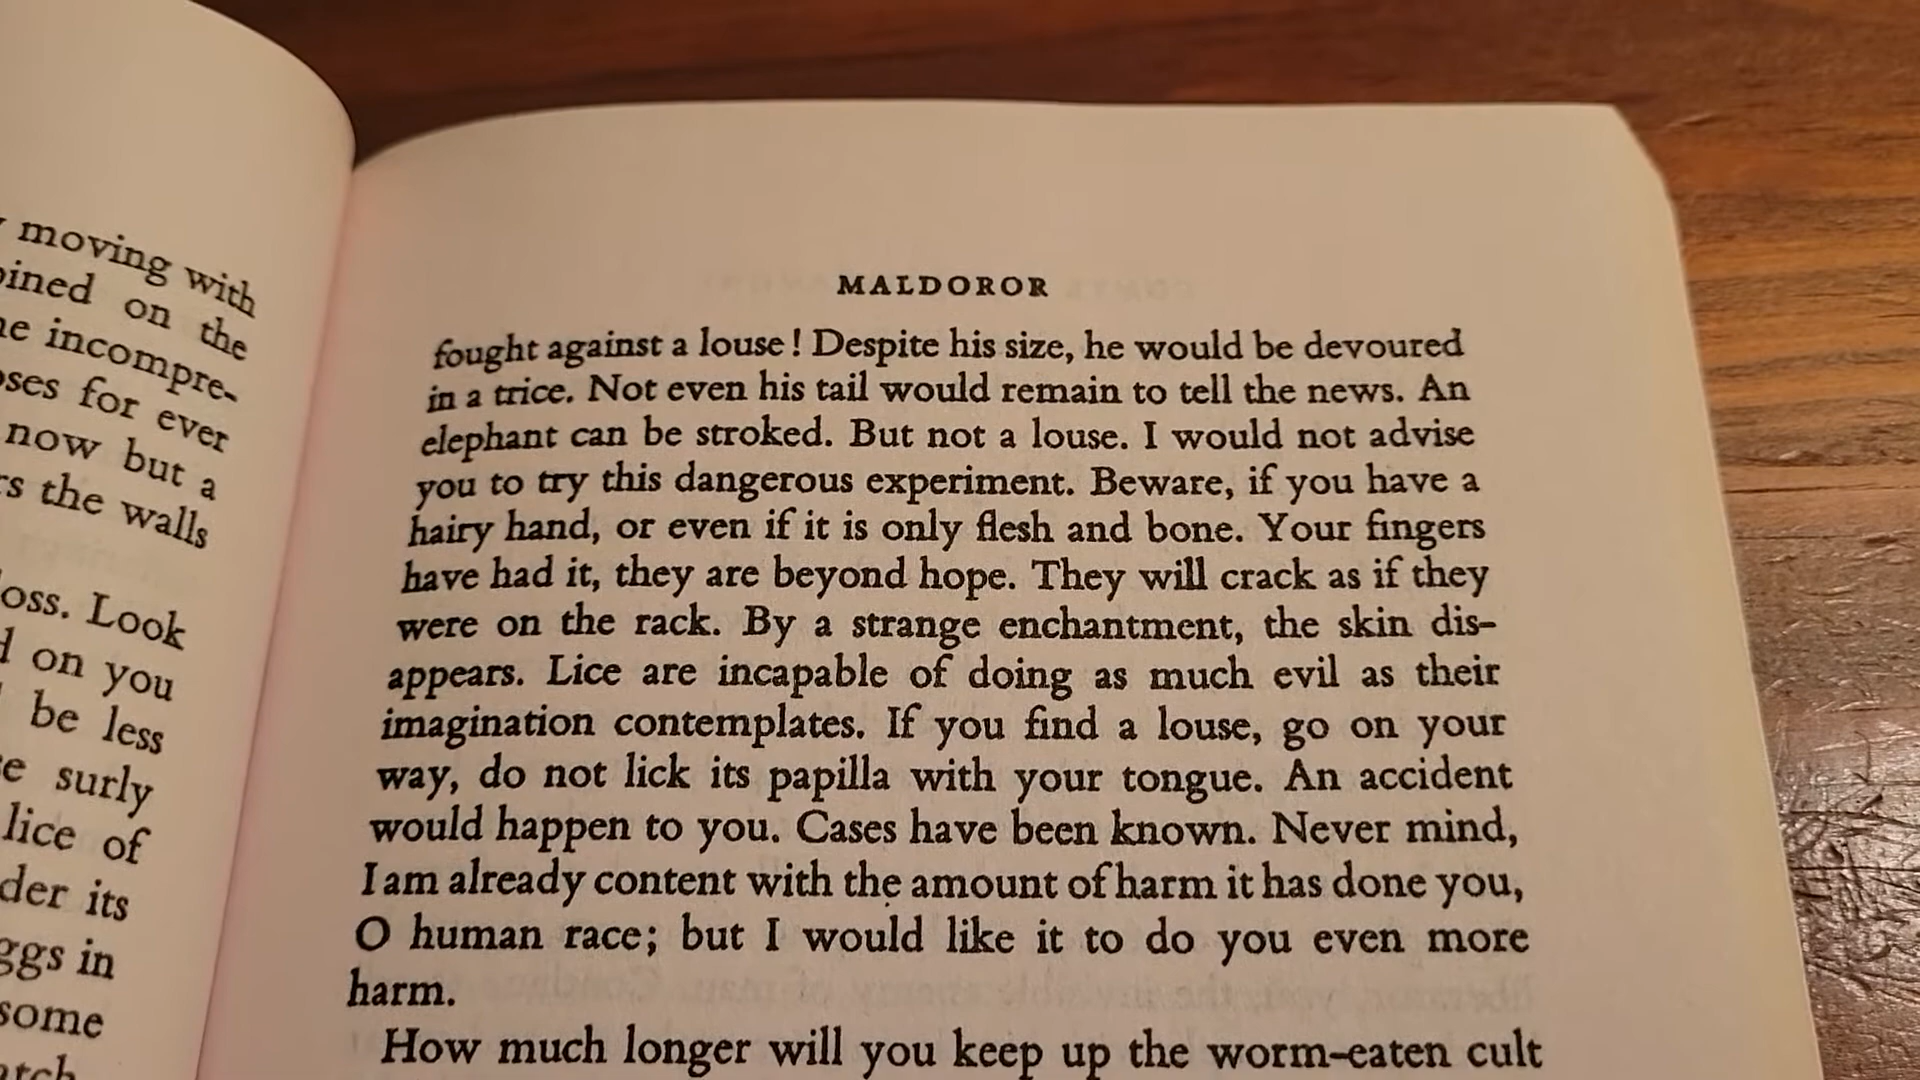 moving with
on the
incompre-
for ever
now but a
the walls
Look
on you
be less
surly
lice of
its
in
some
MALDOROR
fought against a louse! Despite his size, he would be devoured
in a trice. Not even his tail would remain to tell the news. An
elephant can be stroked. But not a louse. I would not advise
you to try this dangerous experiment. Beware, if you have a
hairy hand, or even if it is only flesh and bone. Your fingers
have had it, they are beyond hope. They will crack as if they
were on the rack. By a strange enchantment, the skin dis-
appears. Lice are incapable of doing as much evil as their
imagination contemplates. If you find a louse, go on your
way, do not lick its papilla with your tongue. An accident
would happen to you. Cases have been known. Never mind,
I am already content with the amount of harm it has done you,
O human race; but I would like it to do you even more
harm.
How much longer will you keep up the worm-eaten cult